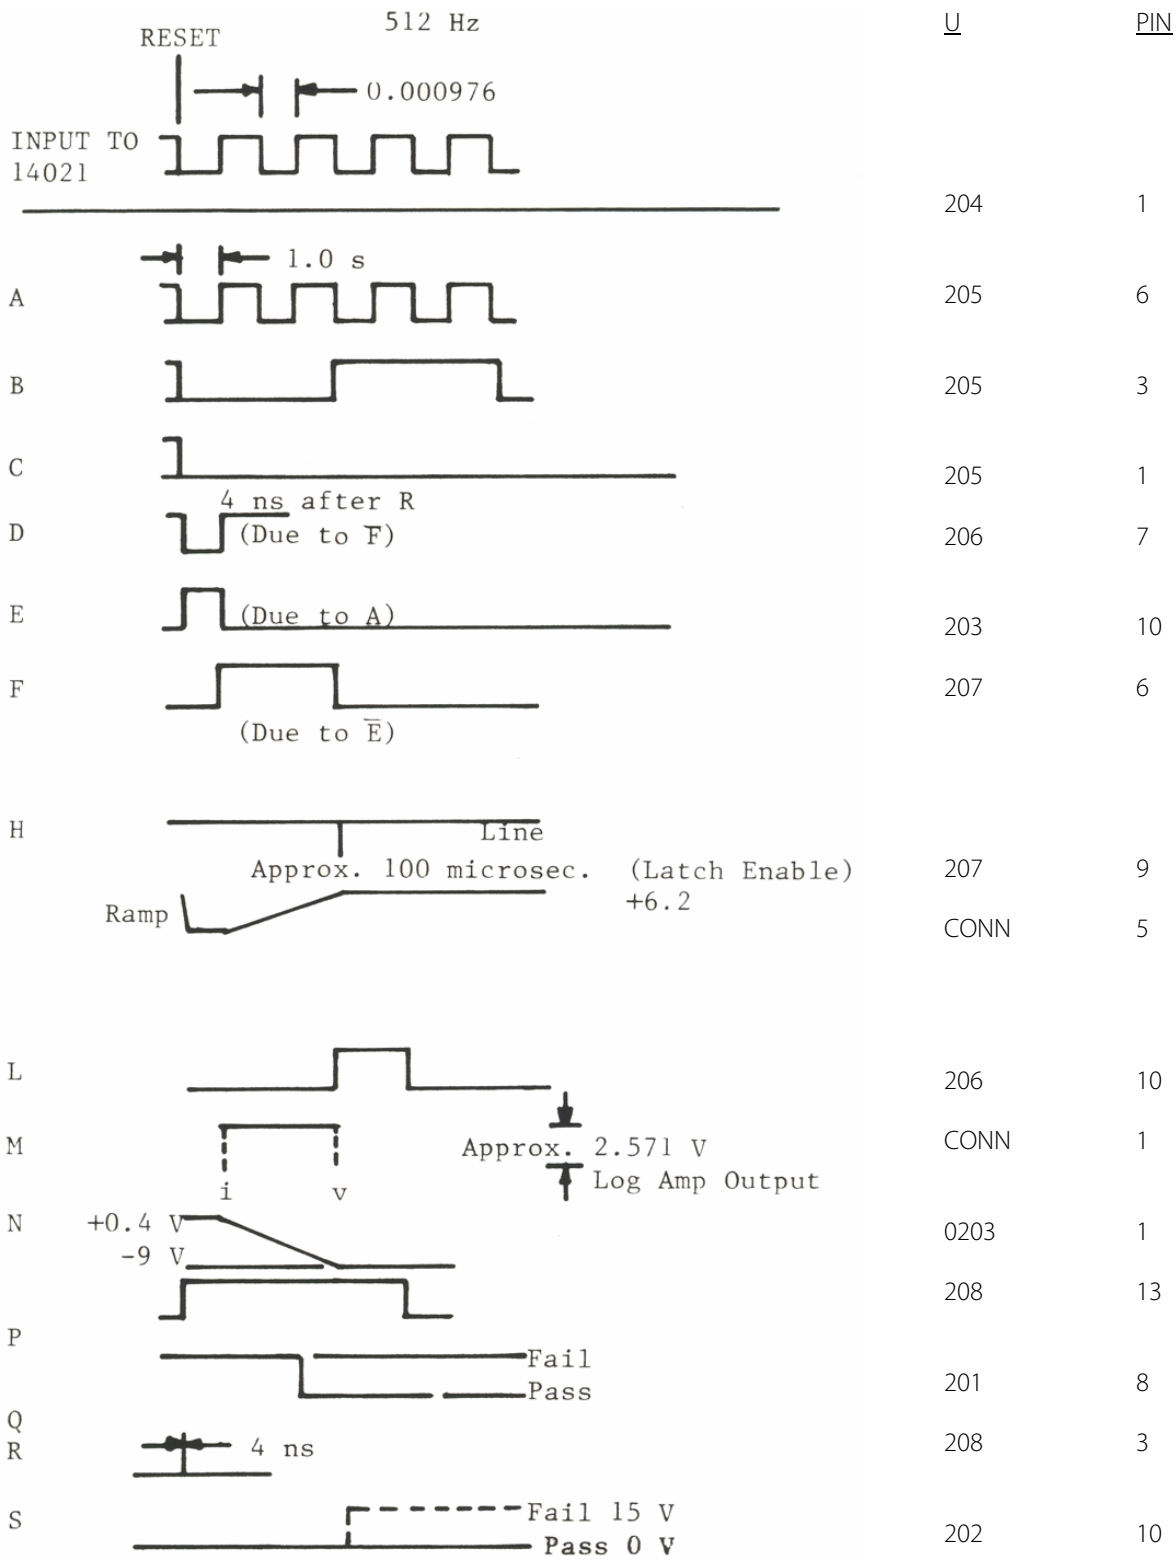 512 Hz U PIN
RESET
0.000976
INPUT TO
14021
204 1
1.0 s
A 205 6
B 205 3
C 205 1
4 ns after R
D (Due to F̅) 206 7
E (Due to A) 203 10
F 207 6
(Due to E̅)
H Line
Approx. 100 microsec. (Latch Enable) 207 9
+6.2
Ramp CONN 5
L 206 10
M Approx. 2.571 V CONN 1
i v Log Amp Output
N +0.4 V 0203 1
-9 V
208 13
P
Fail
Pass 201 8
Q
R 4 ns 208 3
S Fail 15 V 202 10
Pass 0 V